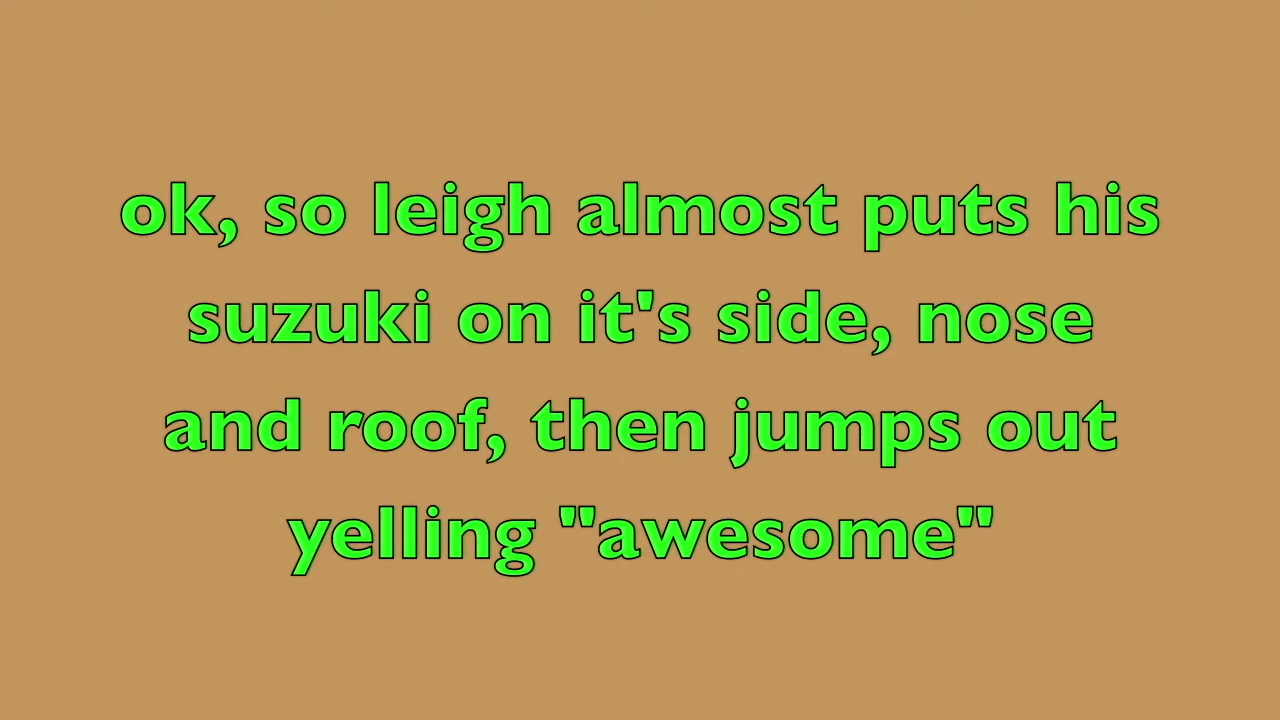 ok, so leigh almost puts his
suzuki on it's side, nose
and roof, then jumps out
yelling "awesome"